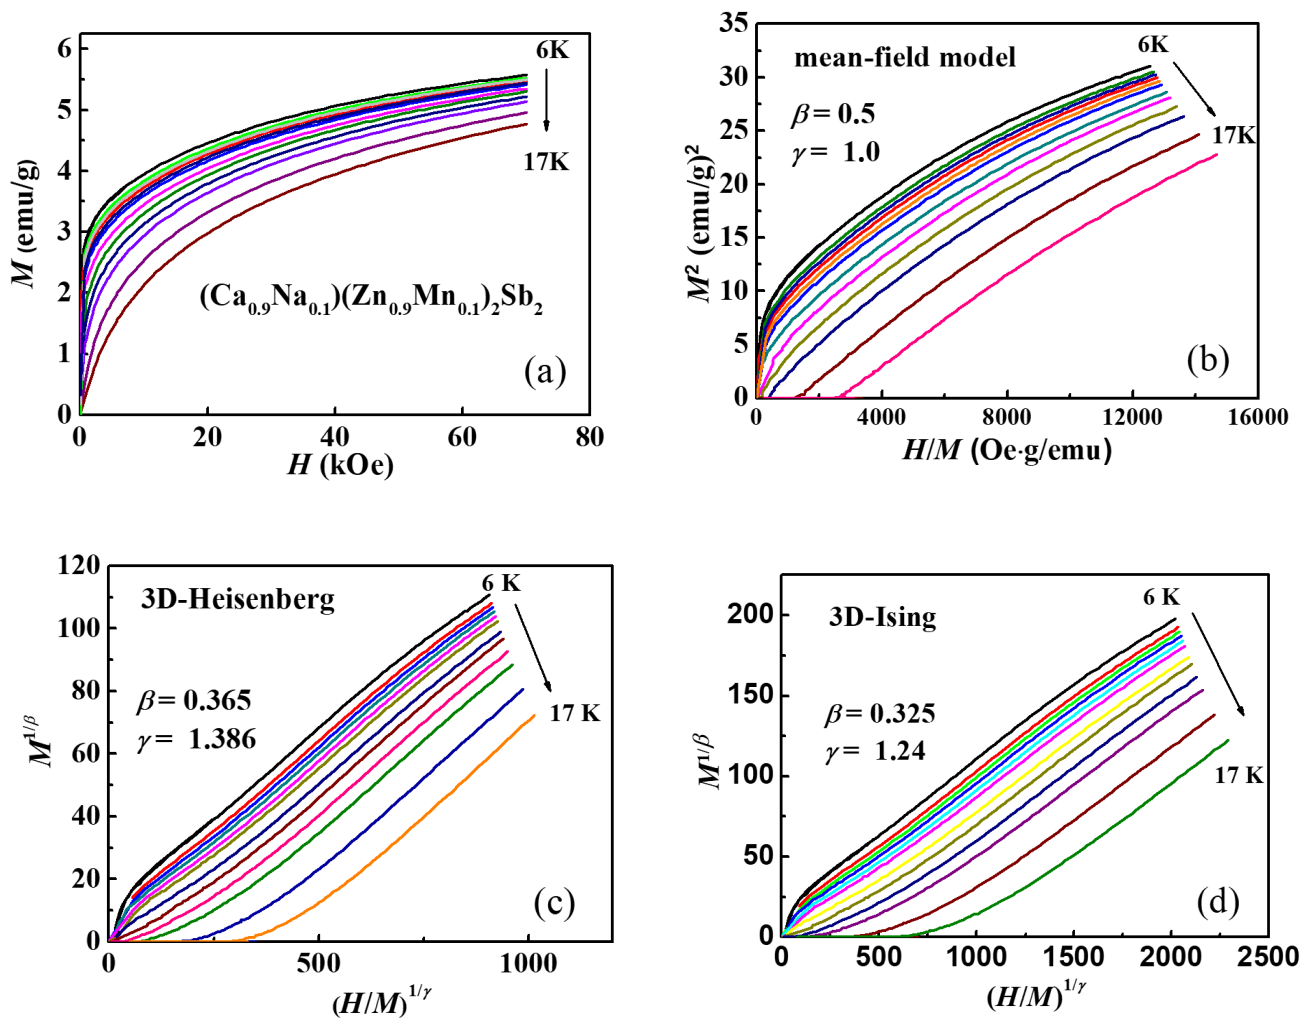 6
5
4
3
2
1
0
M (emu/g)
6K
17K
(Ca0.9Na0.1)(Zn0.9Mn0.1)2Sb2
(a)
0 20 40 60 80
H (kOe)
35
30
25
20
15
10
5
0
M² (emu/g)²
mean-field model
β = 0.5
γ = 1.0
6K
17K
(b)
0 4000 8000 12000 16000
H/M (Oe·g/emu)
120
100
80
60
40
20
0
M^1/β
3D-Heisenberg
6 K
β = 0.365
γ = 1.386
17 K
(c)
0 500 1000
(H/M)^1/γ
200
150
100
50
0
M^1/β
3D-Ising
6 K
β = 0.325
γ = 1.24
17 K
(d)
0 500 1000 1500 2000 2500
(H/M)^1/γ